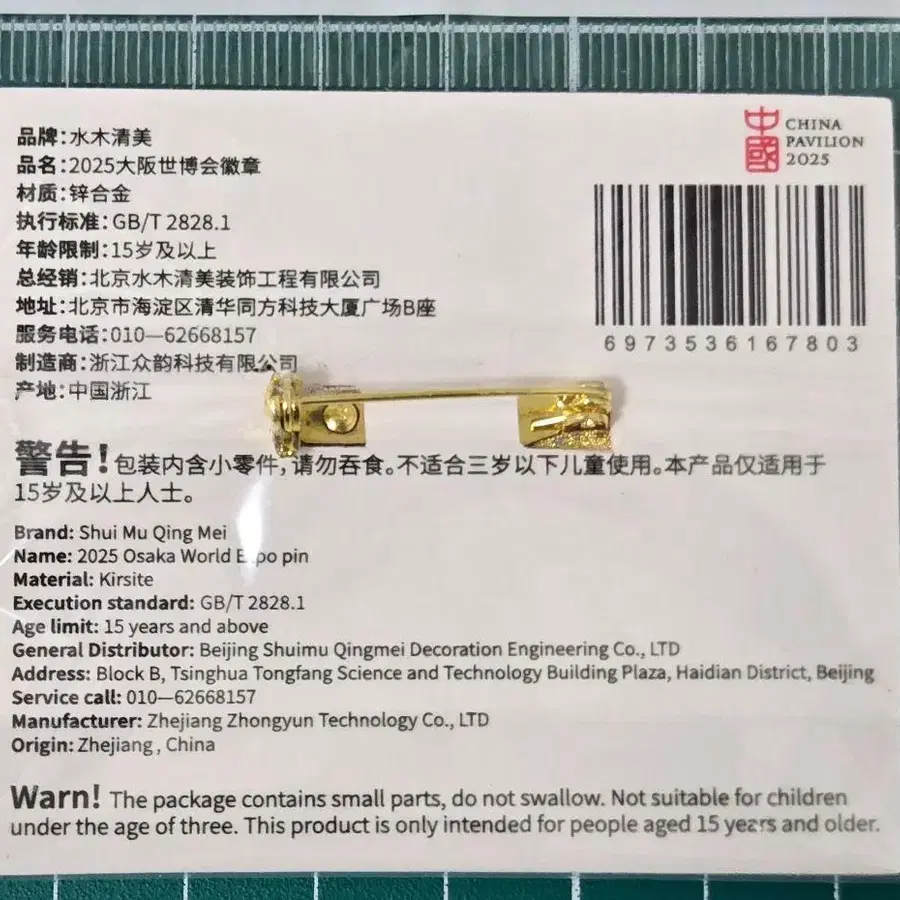 品牌:水木清美
品名:2025大阪世博会徽章
材质:锌合金
执行标准:GB/T 2828.1
年龄限制:15岁及以上
总经销:北京水木清美装饰工程有限公司
地址:北京市海淀区清华同方科技大厦广场B座
服务电话:010—62668157
制造商:浙江众韵科技有限公司
产地:中国浙江
中國
CHINA
PAVILION
2025
6973536167803
警告!包装内含小零件,请勿吞食。不适合三岁以下儿童使用。本产品仅适用于
15岁及以上人士。
Brand: Shui Mu Qing Mei
Name: 2025 Osaka World Expo pin
Material: Kirsite
Execution standard: GB/T 2828.1
Age limit: 15 years and above
General Distributor: Beijing Shuimu Qingmei Decoration Engineering Co., LTD
Address: Block B, Tsinghua Tongfang Science and Technology Building Plaza, Haidian District, Beijing
Service call: 010—62668157
Manufacturer: Zhejiang Zhongyun Technology Co., LTD
Origin: Zhejiang , China
Warn! The package contains small parts, do not swallow. Not suitable for children
under the age of three. This product is only intended for people aged 15 years and older.